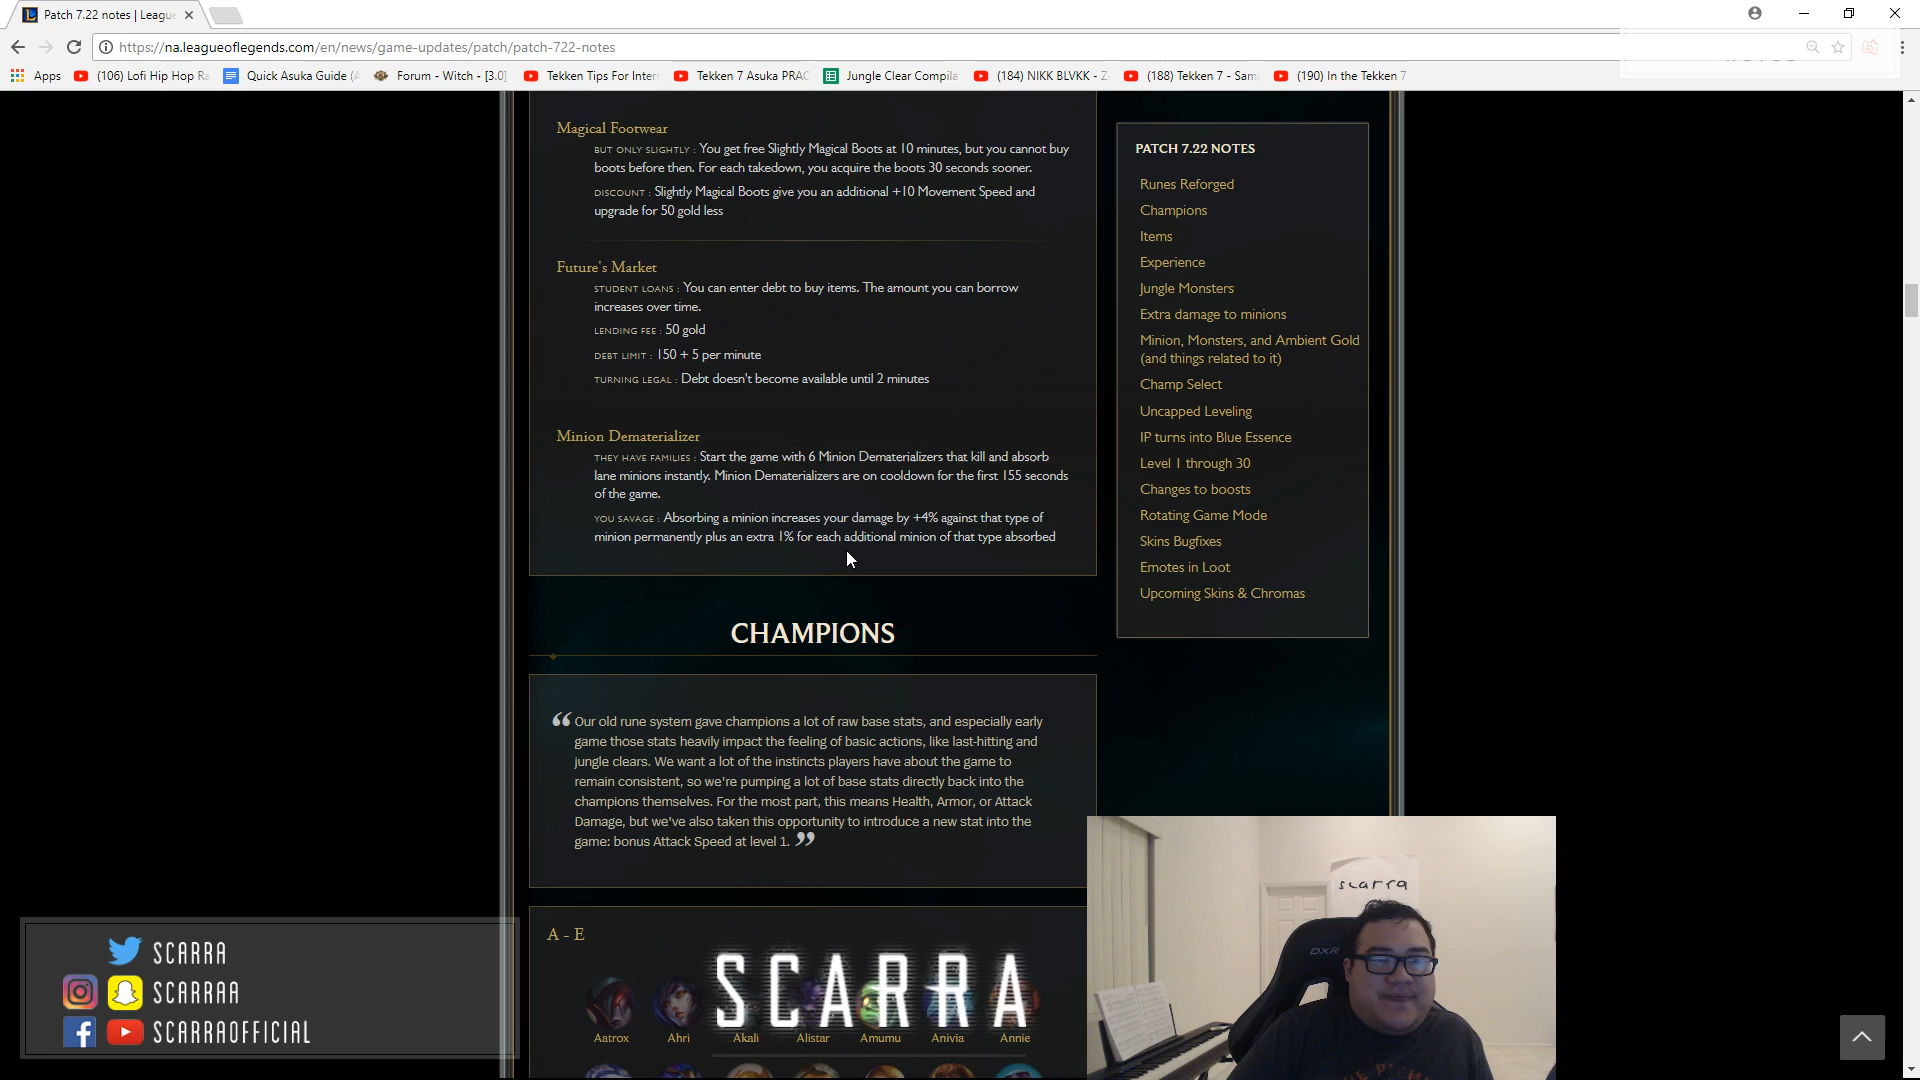 Patch 7.22 notes | Leagu
https://na.leagueoflegends.com/en/news/game-updates/patch/patch-722-notes
Apps (106) Lofi Hip Hop Ra Quick Asuka Guide (A Forum - Witch - [3.0] Tekken Tips For Inter Tekken 7 Asuka PRAC Jungle Clear Compila (184) NIKK BLVKK - Z (188) Tekken 7 - Sam (190) In the Tekken 7
Magical Footwear
BUT ONLY SLIGHTLY : You get free Slightly Magical Boots at 10 minutes, but you cannot buy
boots before then. For each takedown, you acquire the boots 30 seconds sooner.
DISCOUNT : Slightly Magical Boots give you an additional +10 Movement Speed and
upgrade for 50 gold less
Future's Market
STUDENT LOANS : You can enter debt to buy items. The amount you can borrow
increases over time.
LENDING FEE : 50 gold
DEBT LIMIT : 150 + 5 per minute
TURNING LEGAL : Debt doesn't become available until 2 minutes
Minion Dematerializer
THEY HAVE FAMILIES : Start the game with 6 Minion Dematerializers that kill and absorb
lane minions instantly. Minion Dematerializers are on cooldown for the first 155 seconds
of the game.
YOU SAVAGE : Absorbing a minion increases your damage by +4% against that type of
minion permanently plus an extra 1% for each additional minion of that type absorbed
CHAMPIONS
“ Our old rune system gave champions a lot of raw base stats, and especially early
game those stats heavily impact the feeling of basic actions, like last-hitting and
jungle clears. We want a lot of the instincts players have about the game to
remain consistent, so we're pumping a lot of base stats directly back into the
champions themselves. For the most part, this means Health, Armor, or Attack
Damage, but we've also taken this opportunity to introduce a new stat into the
game: bonus Attack Speed at level 1. ”
A - E
Aatrox Ahri Akali Alistar Amumu Anivia Annie
SCARRA
PATCH 7.22 NOTES
Runes Reforged
Champions
Items
Experience
Jungle Monsters
Extra damage to minions
Minion, Monsters, and Ambient Gold
(and things related to it)
Champ Select
Uncapped Leveling
IP turns into Blue Essence
Level 1 through 30
Changes to boosts
Rotating Game Mode
Skins Bugfixes
Emotes in Loot
Upcoming Skins & Chromas
SCARRA
SCARRAA
SCARRAOFFICIAL
scarra
DXR